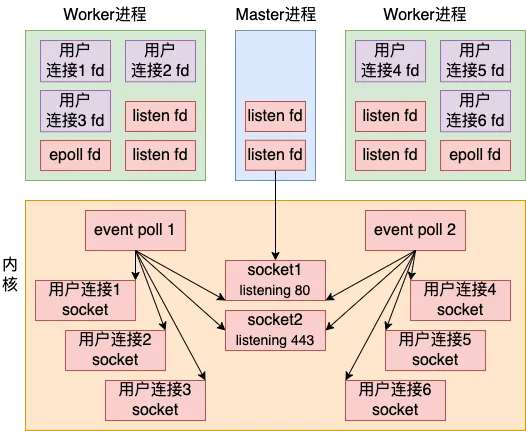 Worker进程
Master进程
Worker进程
用户
连接1 fd
用户
连接2 fd
用户
连接3 fd
listen fd
epoll fd
listen fd
listen fd
listen fd
用户
连接4 fd
用户
连接5 fd
listen fd
用户
连接6 fd
listen fd
epoll fd
内
核
event poll 1
event poll 2
socket1
listening 80
socket2
listening 443
用户连接1
socket
用户连接2
socket
用户连接3
socket
用户连接4
socket
用户连接5
socket
用户连接6
socket